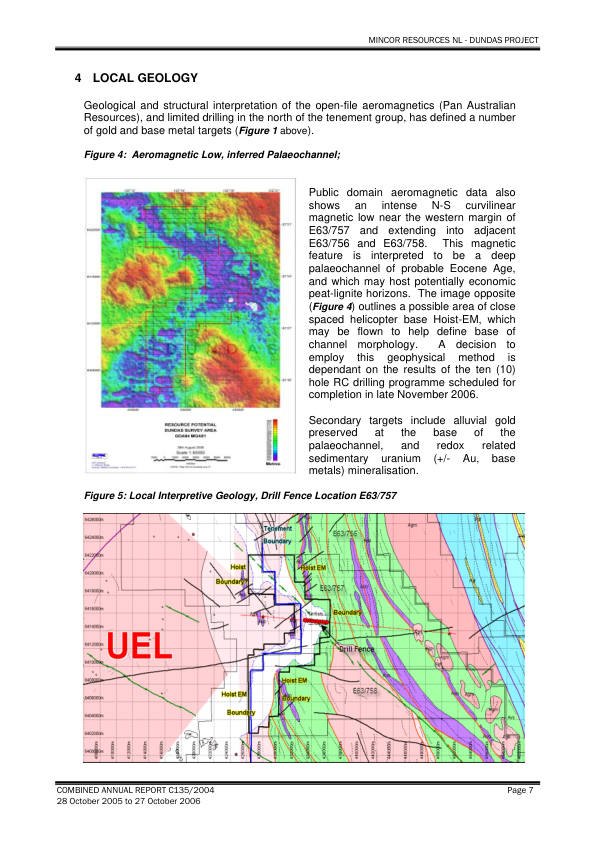 MINCOR RESOURCES NL - DUNDAS PROJECT
4 LOCAL GEOLOGY
Geological and structural interpretation of the open-file aeromagnetics (Pan Australian
Resources), and limited drilling in the north of the tenement group, has defined a number
of gold and base metal targets (Figure 1 above).
Figure 4: Aeromagnetic Low, inferred Palaeochannel;
Public domain aeromagnetic data also
shows an intense N-S curvilinear
magnetic low near the western margin of
E63/757 and extending into adjacent
E63/756 and E63/758. This magnetic
feature is interpreted to be a deep
palaeochannel of probable Eocene Age,
and which may host potentially economic
peat-lignite horizons. The image opposite
(Figure 4) outlines a possible area of close
spaced helicopter base Hoist-EM, which
may be flown to help define base of
channel morphology. A decision to
employ this geophysical method is
dependant on the results of the ten (10)
hole RC drilling programme scheduled for
completion in late November 2006.
Secondary targets include alluvial gold
preserved at the base of the
palaeochannel, and redox related
sedimentary uranium (+/- Au, base
metals) mineralisation.
RESOURCE POTENTIAL
DUNDAS SURVEY AREA
GDA94 MGA51
Metres
Figure 5: Local Interpretive Geology, Drill Fence Location E63/757
Tenement
Boundary
E63/756
Hoist
Boundary
Hoist EM
E63/757
Boundary
UEL
Drill Fence
Hoist EM
Boundary
E63/758
Hoist EM
Boundary
COMBINED ANNUAL REPORT C135/2004
Page 7
28 October 2005 to 27 October 2006